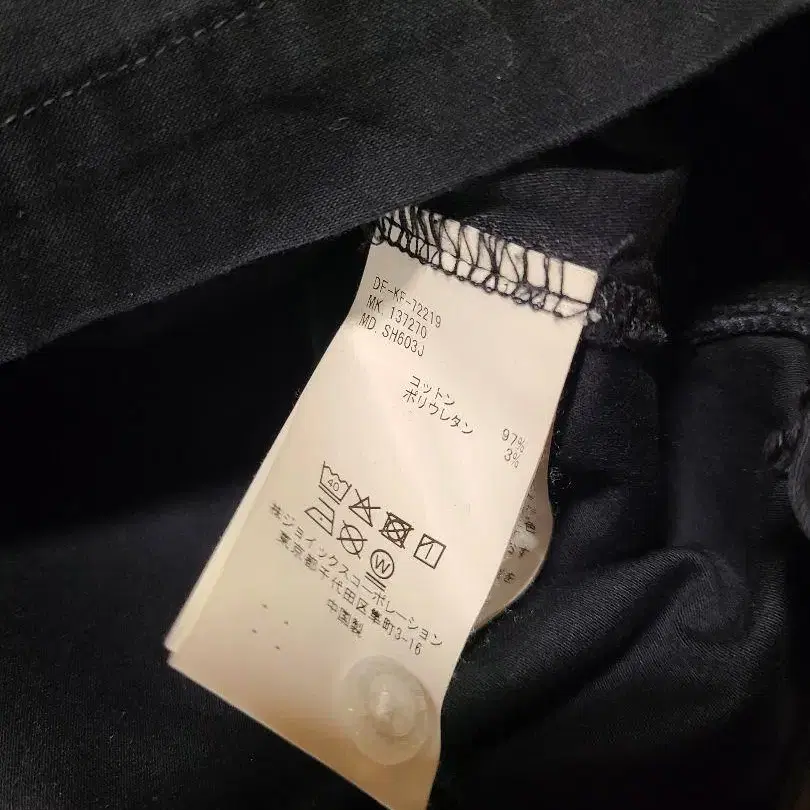 DF-KF-72219
MK. 137270
MD. SH603J
コットン 97%
ポリウレタン 3%
40
W
株)ジョイックスコーポレーション
東京都千代田区隼町3-16
中国製